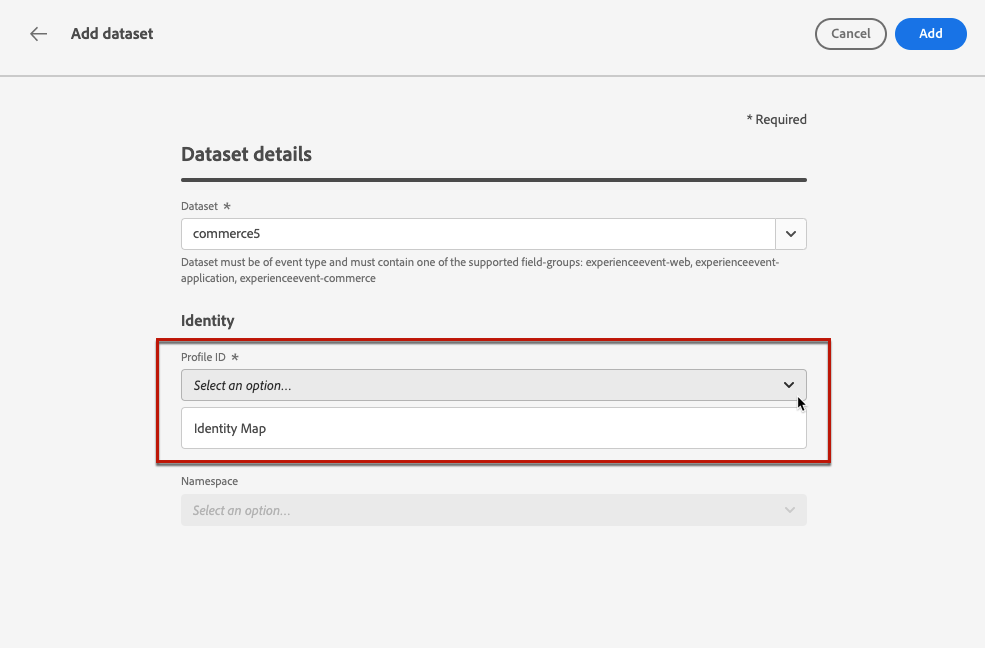 Add dataset
Cancel
Add
* Required
Dataset details
Dataset *
commerce5
Dataset must be of event type and must contain one of the supported field-groups: experienceevent-web, experienceevent-
application, experienceevent-commerce
Identity
Profile ID *
Select an option...
Identity Map
Namespace
Select an option...